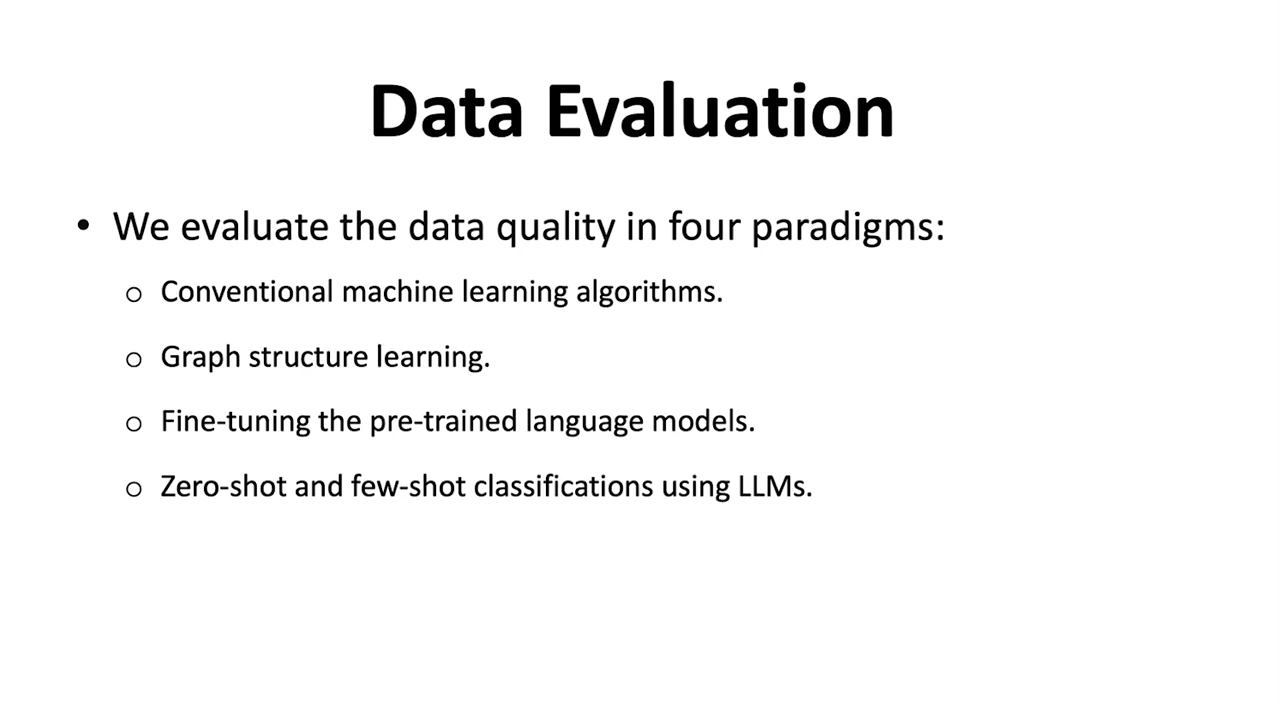 Data Evaluation
• We evaluate the data quality in four paradigms:
o Conventional machine learning algorithms.
o Graph structure learning.
o Fine-tuning the pre-trained language models.
o Zero-shot and few-shot classifications using LLMs.